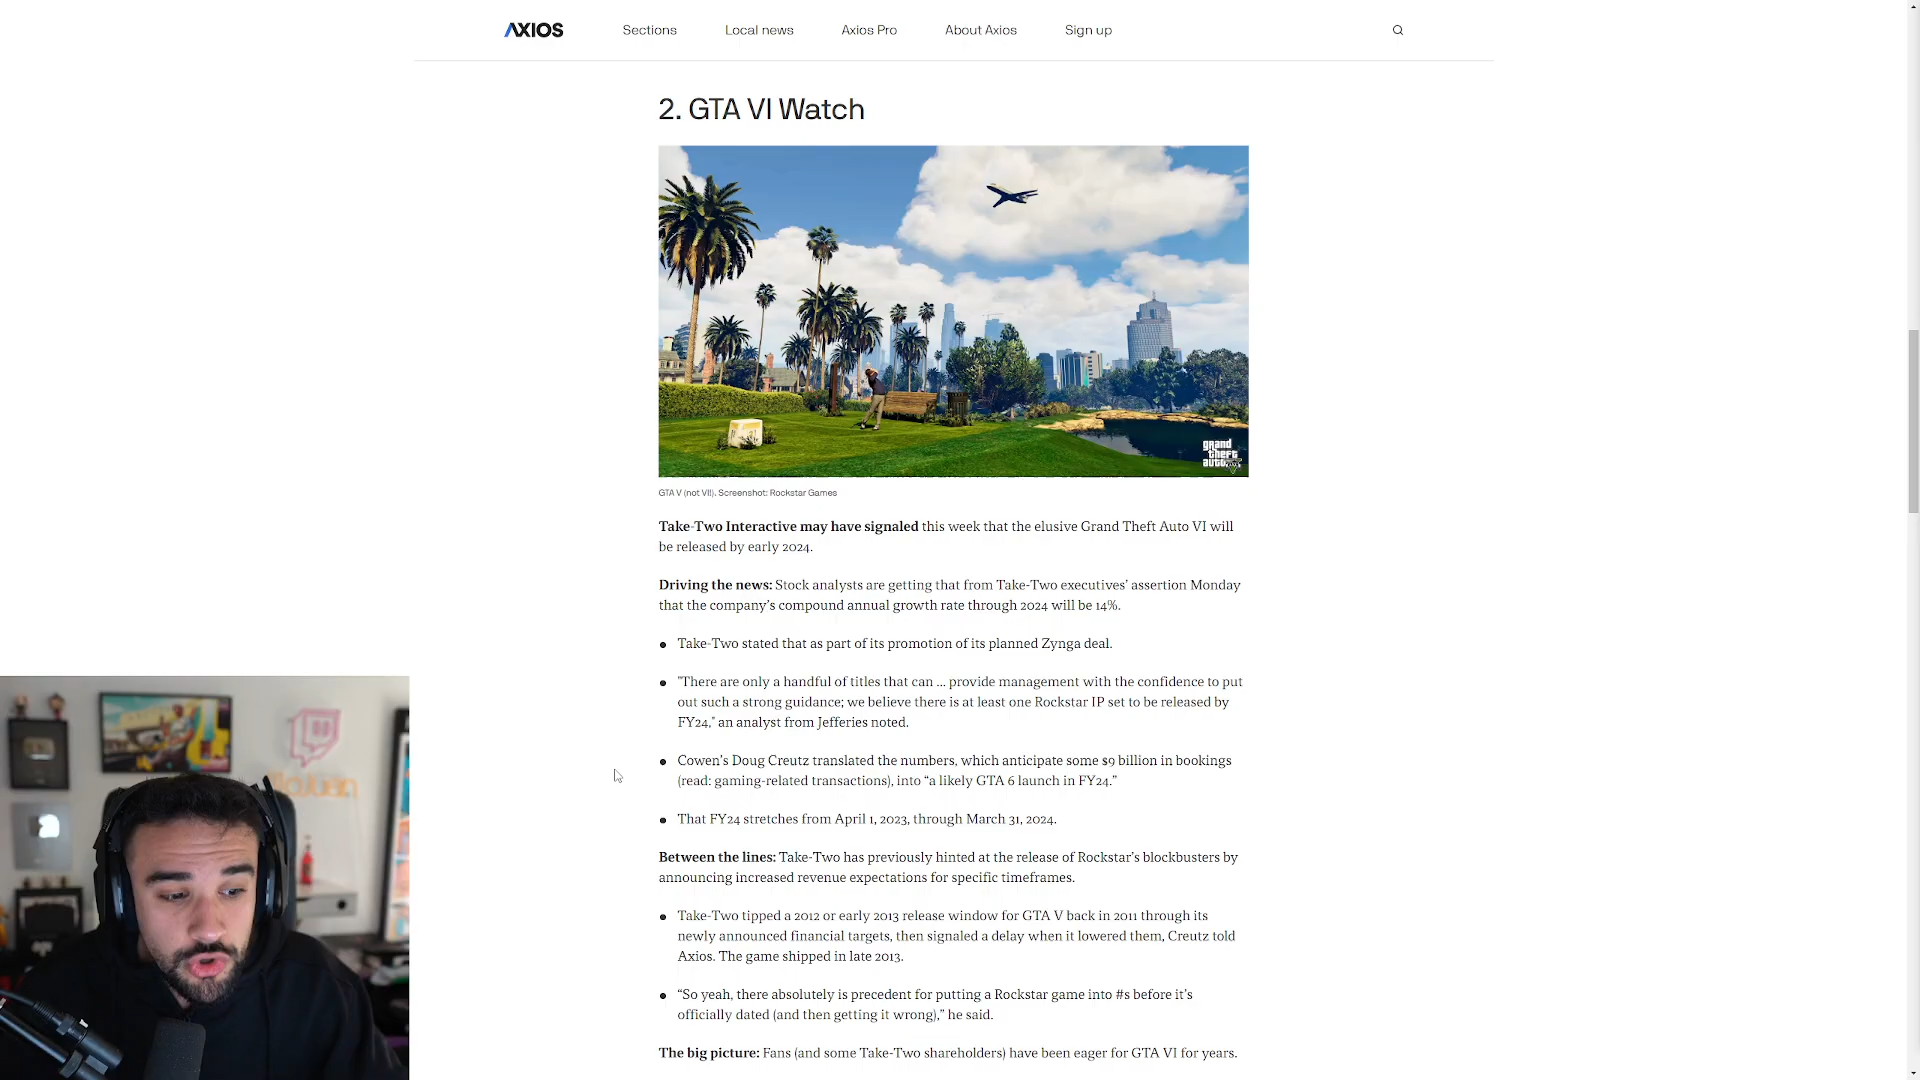 AXIOS
Sections
Local news
Axios Pro
About Axios
Sign up
2. GTA VI Watch
grand
theft
auto
GTA V (not VII). Screenshot: Rockstar Games
Take-Two Interactive may have signaled this week that the elusive Grand Theft Auto VI will
be released by early 2024.
Driving the news: Stock analysts are getting that from Take-Two executives’ assertion Monday
that the company’s compound annual growth rate through 2024 will be 14%.
● Take-Two stated that as part of its promotion of its planned Zynga deal.
● "There are only a handful of titles that can ... provide management with the confidence to put
out such a strong guidance; we believe there is at least one Rockstar IP set to be released by
FY24," an analyst from Jefferies noted.
● Cowen’s Doug Creutz translated the numbers, which anticipate some $9 billion in bookings
(read: gaming-related transactions), into “a likely GTA 6 launch in FY24.”
● That FY24 stretches from April 1, 2023, through March 31, 2024.
Between the lines: Take-Two has previously hinted at the release of Rockstar’s blockbusters by
announcing increased revenue expectations for specific timeframes.
● Take-Two tipped a 2012 or early 2013 release window for GTA V back in 2011 through its
newly announced financial targets, then signaled a delay when it lowered them, Creutz told
Axios. The game shipped in late 2013.
● “So yeah, there absolutely is precedent for putting a Rockstar game into #s before it’s
officially dated (and then getting it wrong),” he said.
The big picture: Fans (and some Take-Two shareholders) have been eager for GTA VI for years.